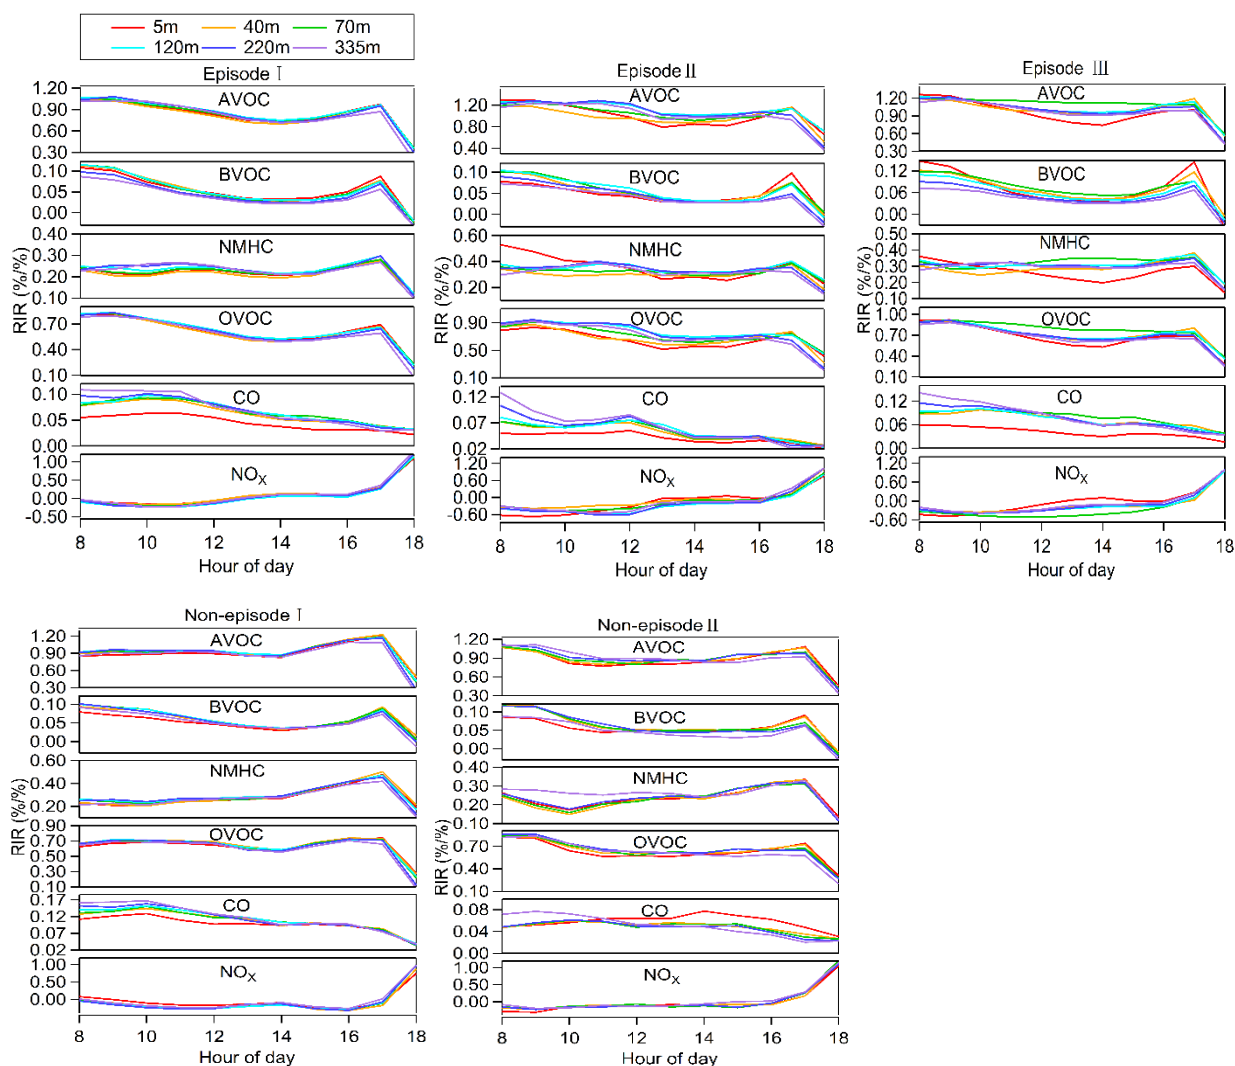 5m 40m 70m
120m 220m 335m
Episode Ⅰ
AVOC
1.20
0.90
0.60
0.30
BVOC
0.10
0.05
0.00
NMHC
0.40
0.30
0.20
0.10
OVOC
0.70
0.40
0.10
CO
0.10
0.05
0.00
NOX
1.00
0.00
-0.50
RIR (%/%)
8 10 12 14 16 18
Hour of day
Episode Ⅱ
AVOC
1.20
0.80
0.40
BVOC
0.10
0.05
0.00
NMHC
0.60
0.40
0.20
OVOC
0.90
0.50
0.10
CO
0.12
0.07
0.02
NOX
1.20
0.00
-0.60
RIR (%/%)
8 10 12 14 16 18
Hour of day
Episode Ⅲ
AVOC
1.20
0.90
0.60
0.30
BVOC
0.12
0.06
0.00
NMHC
0.50
0.40
0.30
0.20
0.10
OVOC
1.00
0.70
0.40
0.10
CO
0.12
0.06
0.00
NOX
1.20
0.60
0.00
-0.60
RIR (%/%)
8 10 12 14 16 18
Hour of day
Non-episode Ⅰ
AVOC
1.20
0.90
0.60
0.30
BVOC
0.10
0.05
0.00
NMHC
0.60
0.40
0.20
OVOC
0.90
0.70
0.50
0.30
0.10
CO
0.17
0.12
0.07
0.02
NOX
1.00
0.00
RIR (%/%)
8 10 12 14 16 18
Hour of day
Non-episode Ⅱ
AVOC
1.20
0.90
0.60
0.30
BVOC
0.10
0.05
0.00
NMHC
0.40
0.30
0.20
0.10
OVOC
0.70
0.40
0.10
CO
0.08
0.04
0.00
NOX
1.00
0.00
RIR (%/%)
8 10 12 14 16 18
Hour of day